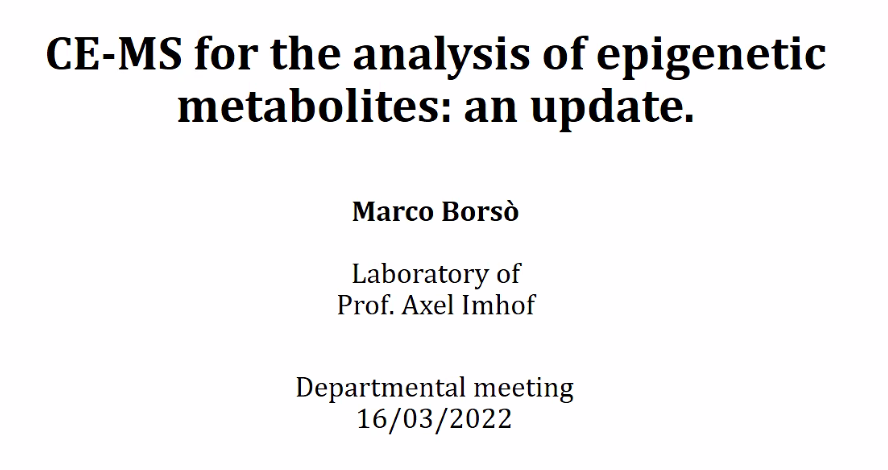 CE-MS for the analysis of epigenetic
metabolites: an update.
Marco Borsò
Laboratory of
Prof. Axel Imhof
Departmental meeting
16/03/2022